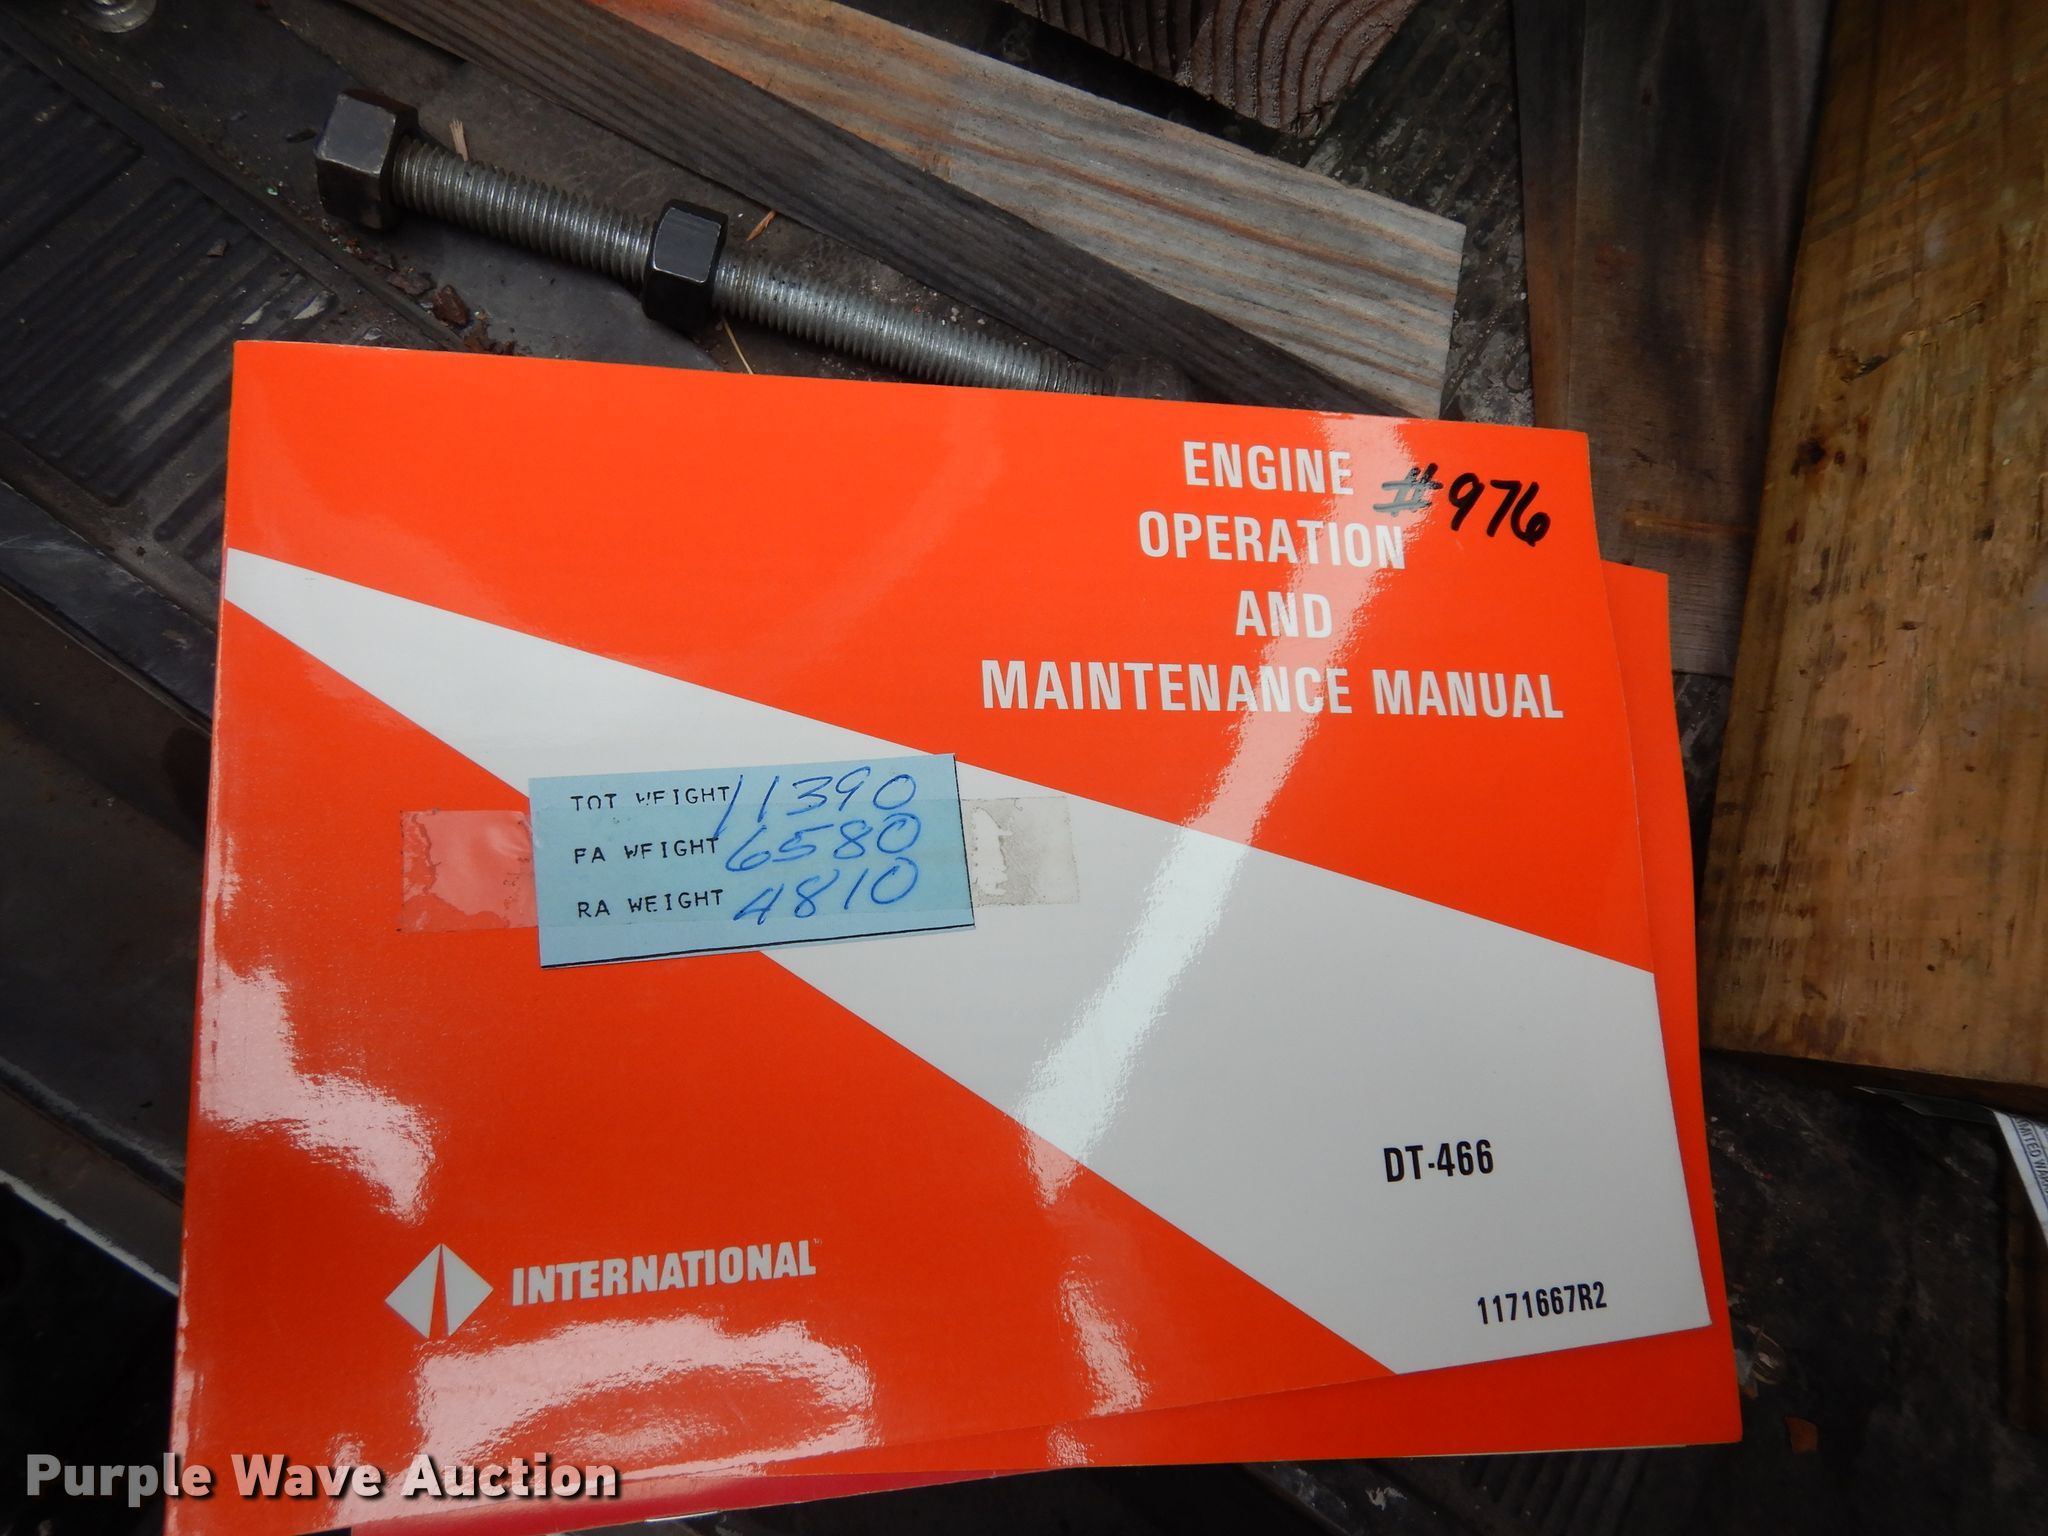 ENGINE #976
OPERATION
AND
MAINTENANCE MANUAL
TOT WEIGHT 11390
FA WEIGHT 6580
RA WEIGHT 4810
DT-466
INTERNATIONAL
1171667R2
Purple Wave Auction